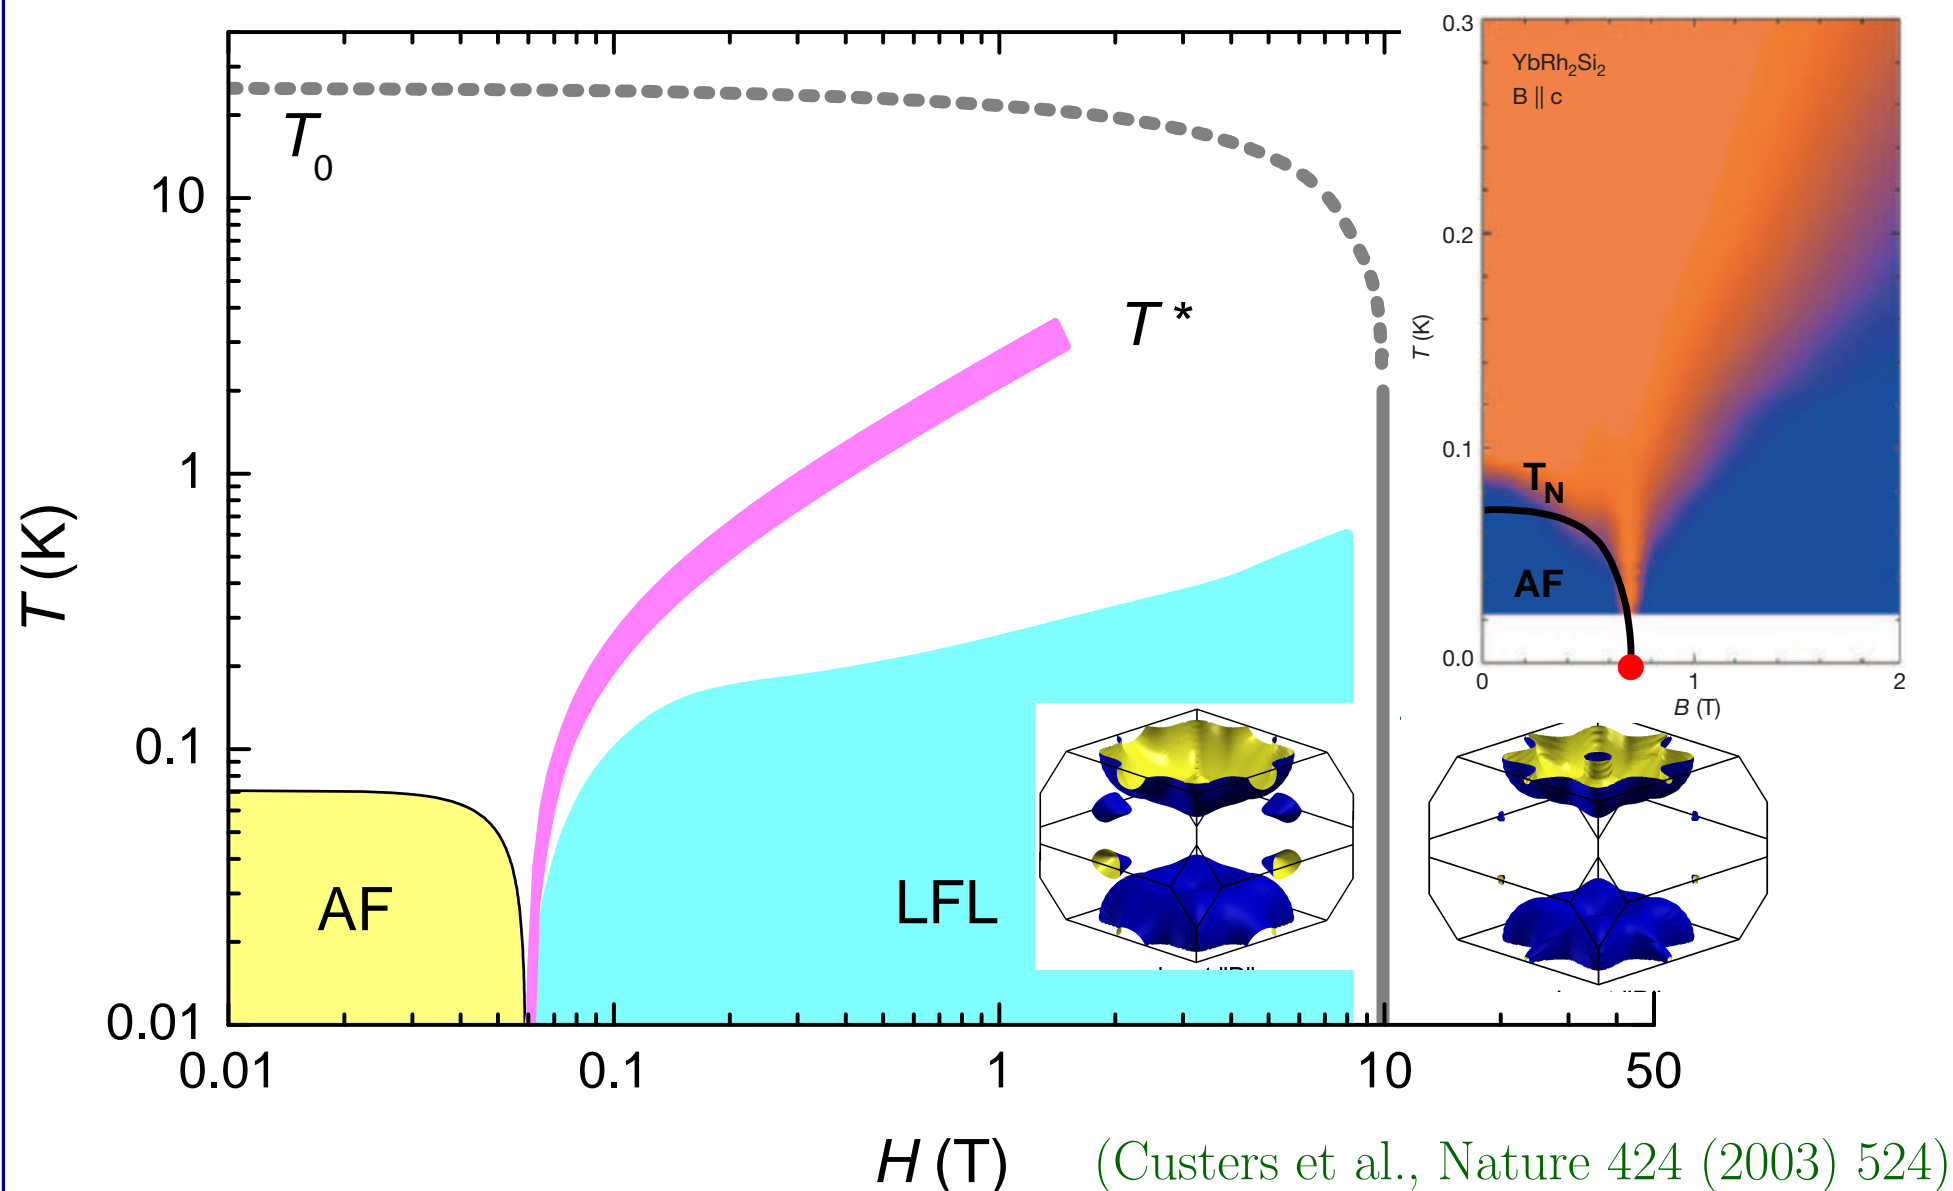 T0
10
T*
1
T (K)
0.1
AF
LFL
0.01
0.01
0.1
1
10
50
H (T)
0.3
YbRh2Si2
B || c
0.2
T (K)
0.1
TN
AF
0.0
0
1
2
B (T)
(Custers et al., Nature 424 (2003) 524)